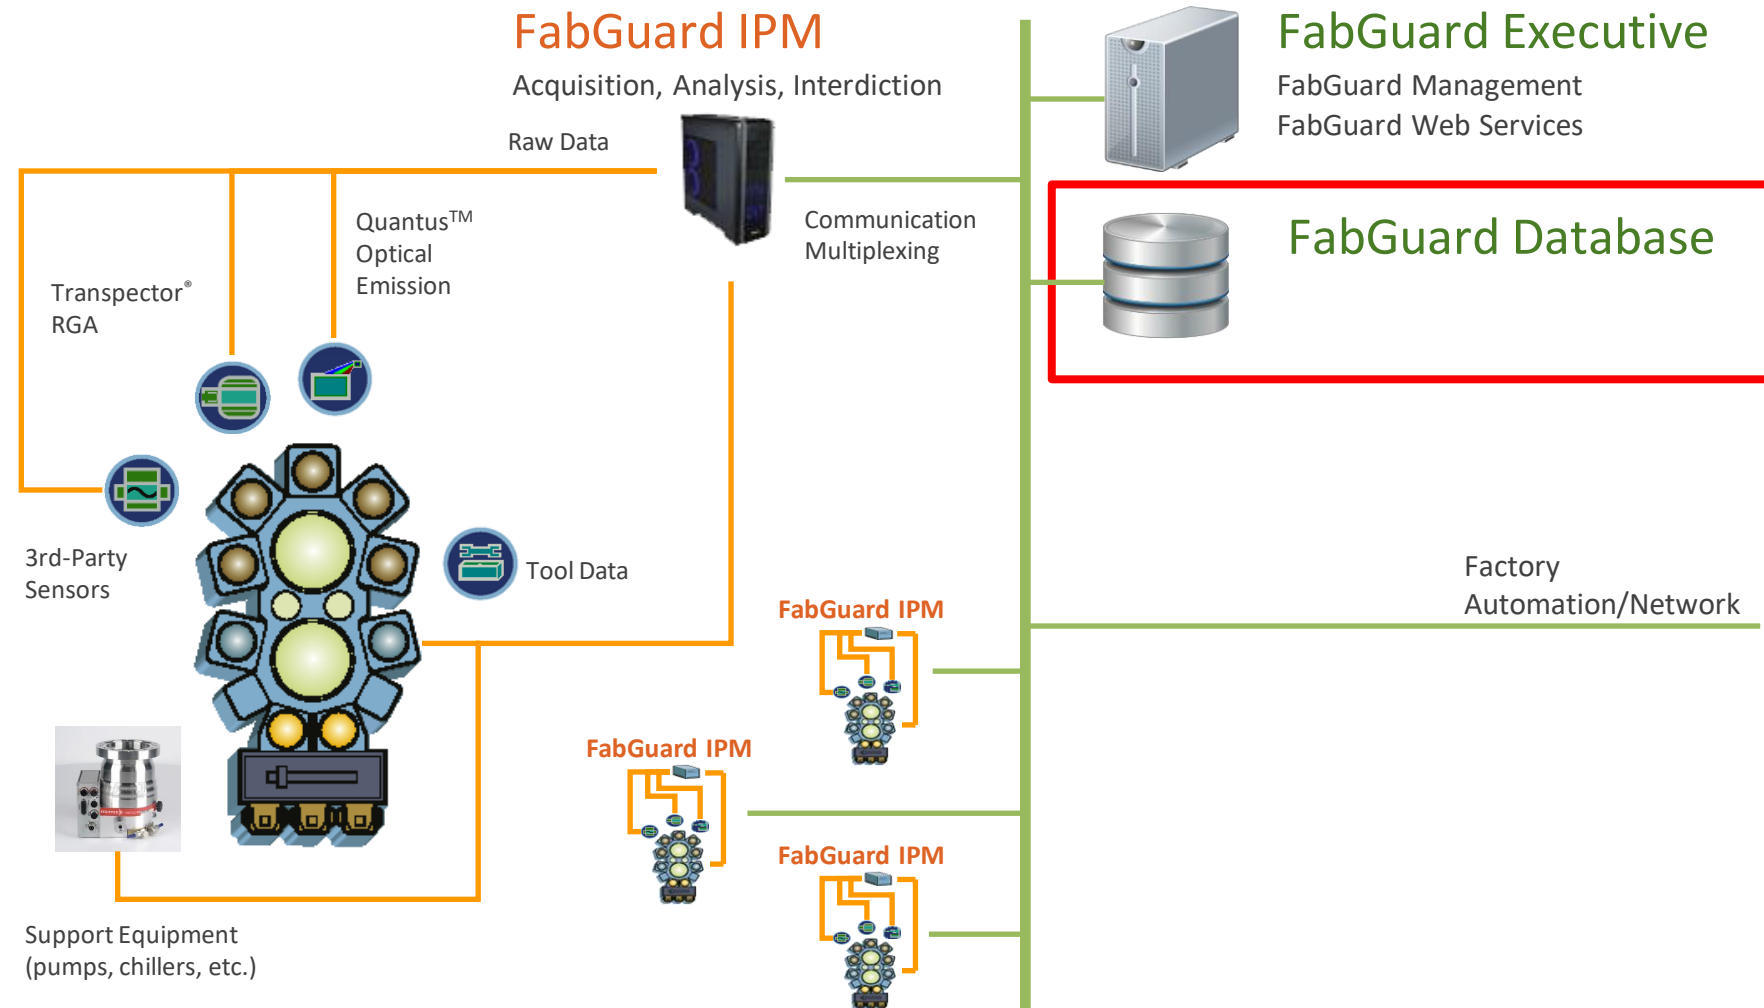 FabGuard IPM
Acquisition, Analysis, Interdiction
Raw Data
FabGuard Executive
FabGuard Management
FabGuard Web Services
Communication
Multiplexing
FabGuard Database
Quantus™
Optical
Emission
Transpector®
RGA
3rd-Party
Sensors
Tool Data
Factory
Automation/Network
FabGuard IPM
FabGuard IPM
FabGuard IPM
Support Equipment
(pumps, chillers, etc.)